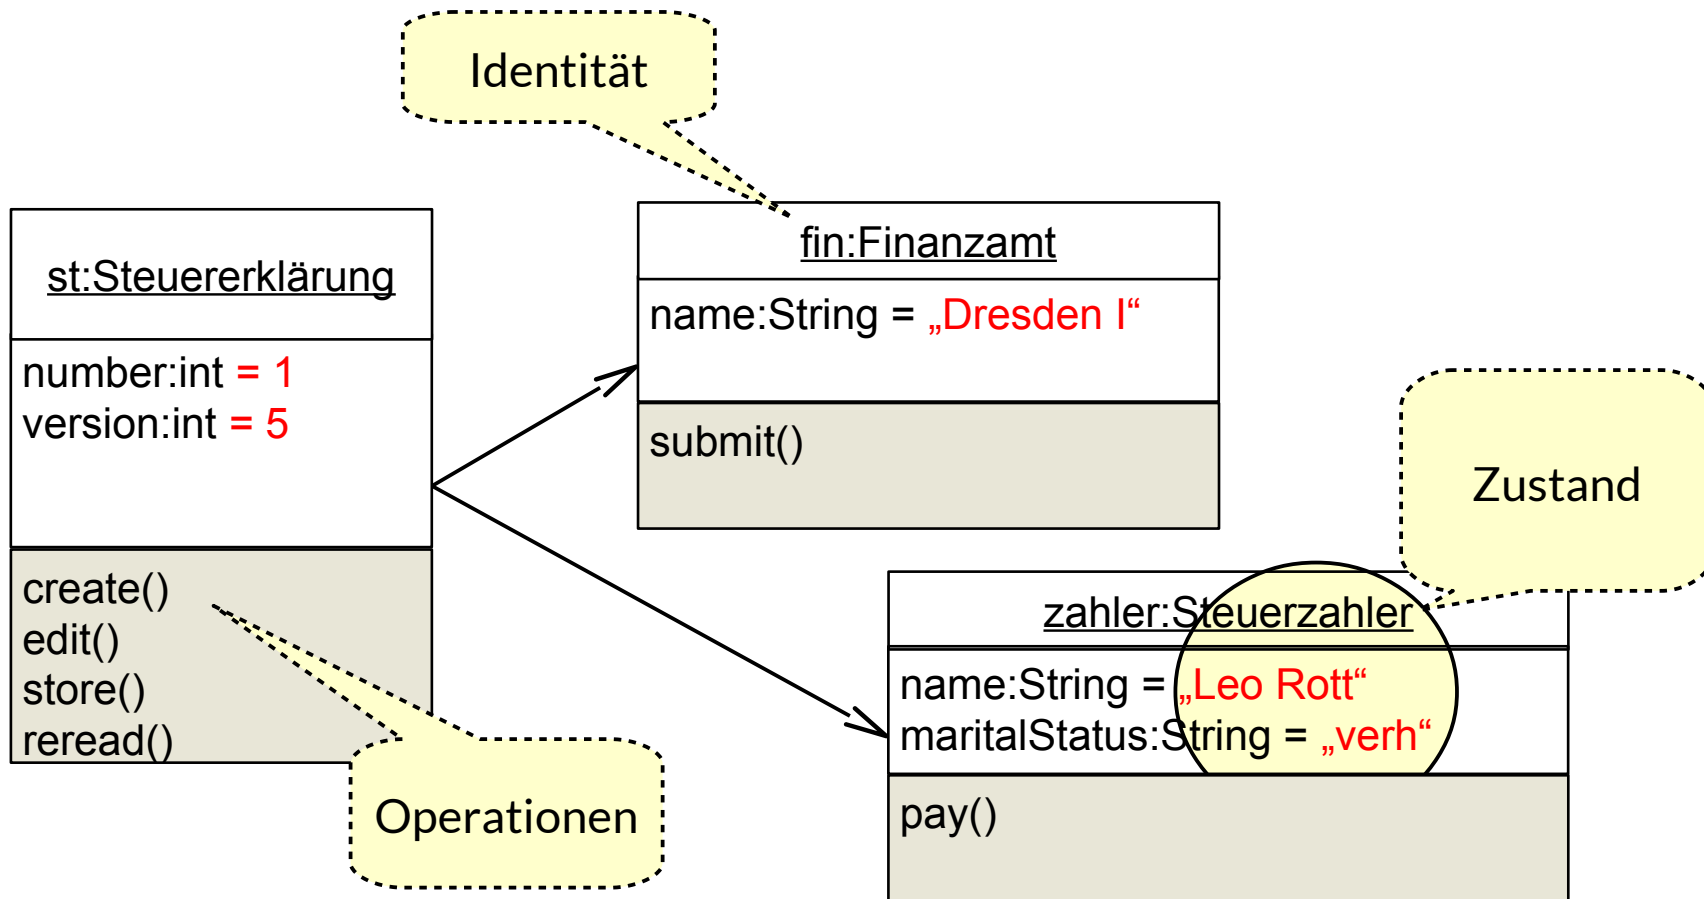 Identität
st:Steuererklärung
number:int = 1
version:int = 5
create()
edit()
store()
reread()
Operationen
fin:Finanzamt
name:String = „Dresden I“
submit()
Zustand
zahler:Steuerzahler
name:String = „Leo Rott“
maritalStatus:String = „verh“
pay()